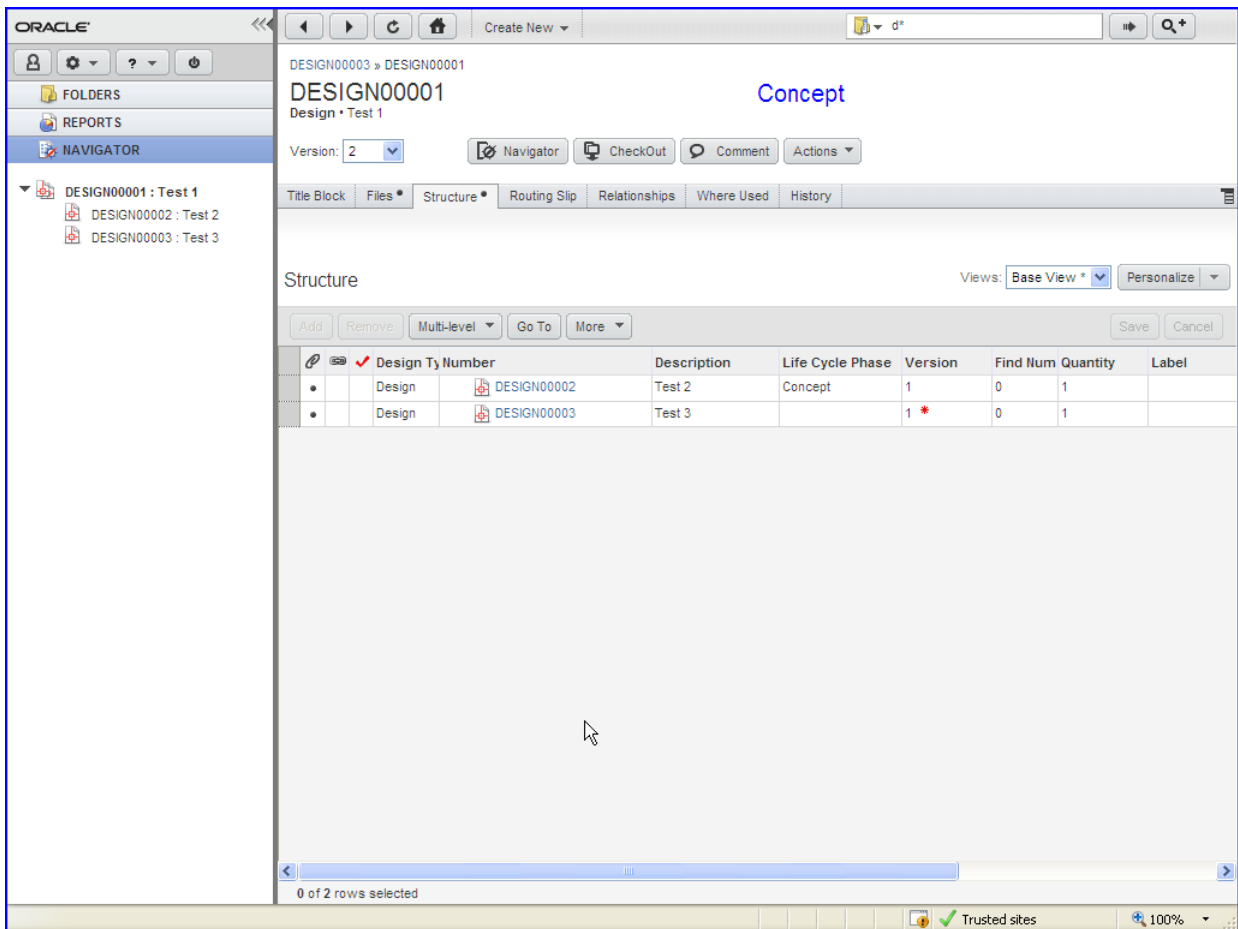 ORACLE
Create New
d*
?
FOLDERS
REPORTS
NAVIGATOR
DESIGN00001 : Test 1
DESIGN00002 : Test 2
DESIGN00003 : Test 3
DESIGN00003 » DESIGN00001
DESIGN00001
Concept
Design • Test 1
Version: 2 Navigator CheckOut Comment Actions
Title Block Files • Structure • Routing Slip Relationships Where Used History
Structure
Views: Base View * Personalize
Add Remove Multi-level Go To More Save Cancel
Design Ty Number Description Life Cycle Phase Version Find Num Quantity Label
• Design DESIGN00002 Test 2 Concept 1 0 1
• Design DESIGN00003 Test 3 1 * 0 1
0 of 2 rows selected
Trusted sites 100%